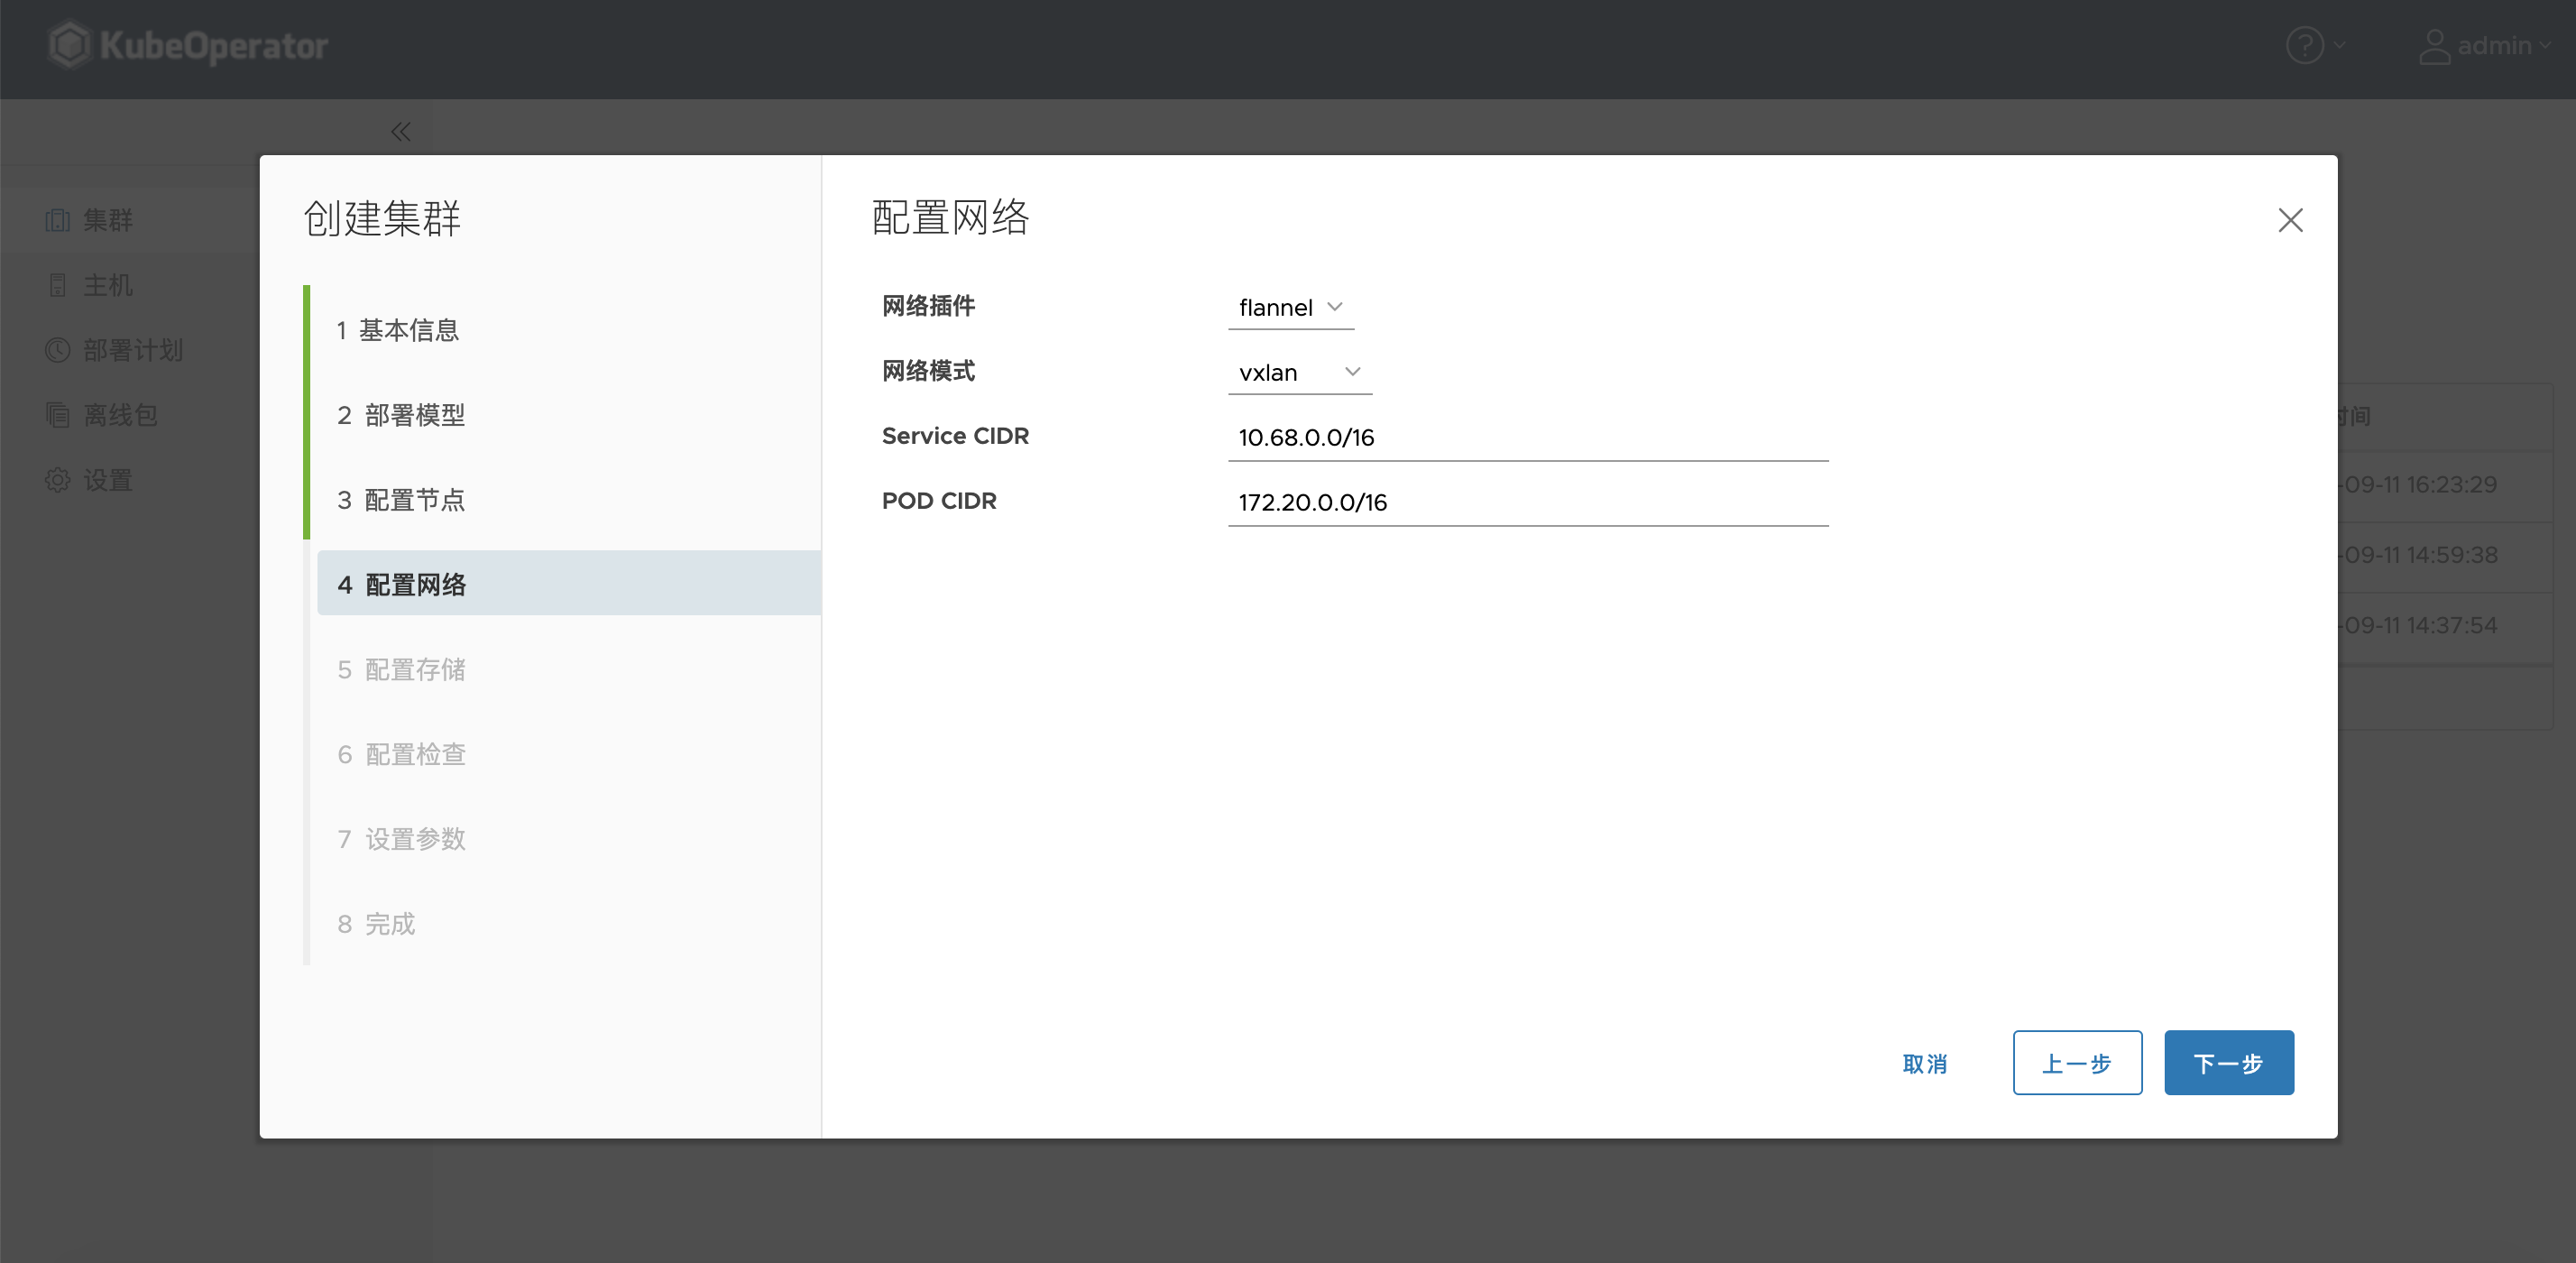 KubeOperator
?
admin
集群
主机
部署计划
离线包
设置
创建集群
1 基本信息
2 部署模型
3 配置节点
4 配置网络
5 配置存储
6 配置检查
7 设置参数
8 完成
配置网络
网络插件 flannel
网络模式 vxlan
Service CIDR 10.68.0.0/16
POD CIDR 172.20.0.0/16
取消 上一步 下一步
时间
-09-11 16:23:29
-09-11 14:59:38
-09-11 14:37:54